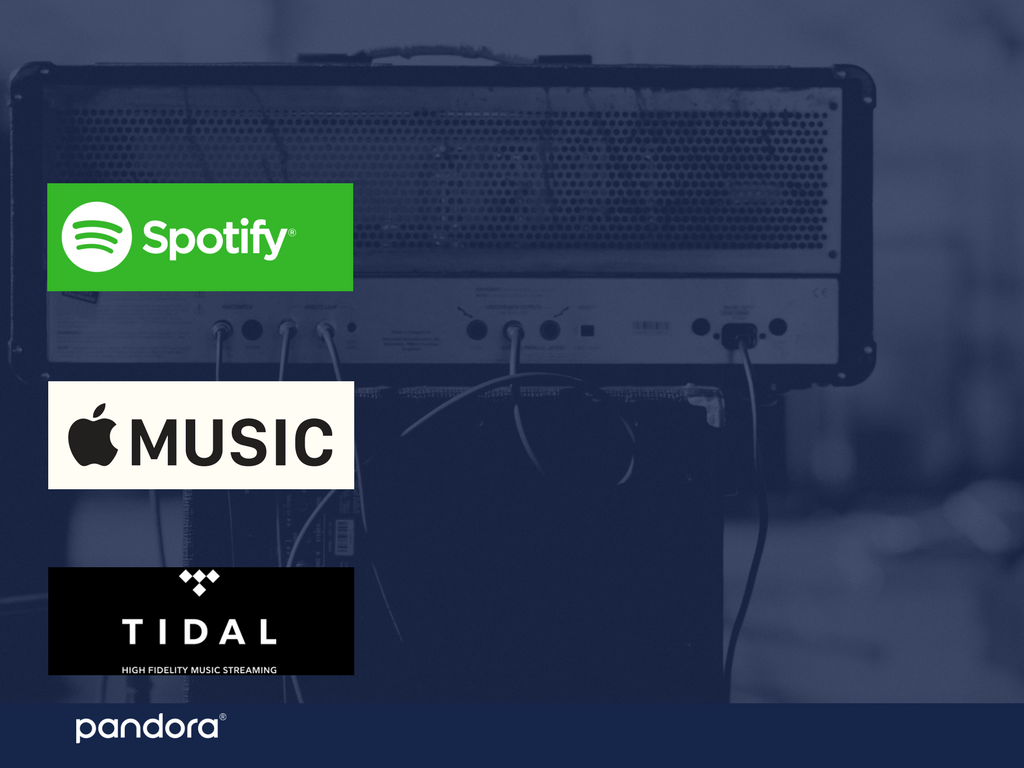 Spotify®
MUSIC
TIDAL
HIGH FIDELITY MUSIC STREAMING
pandora®